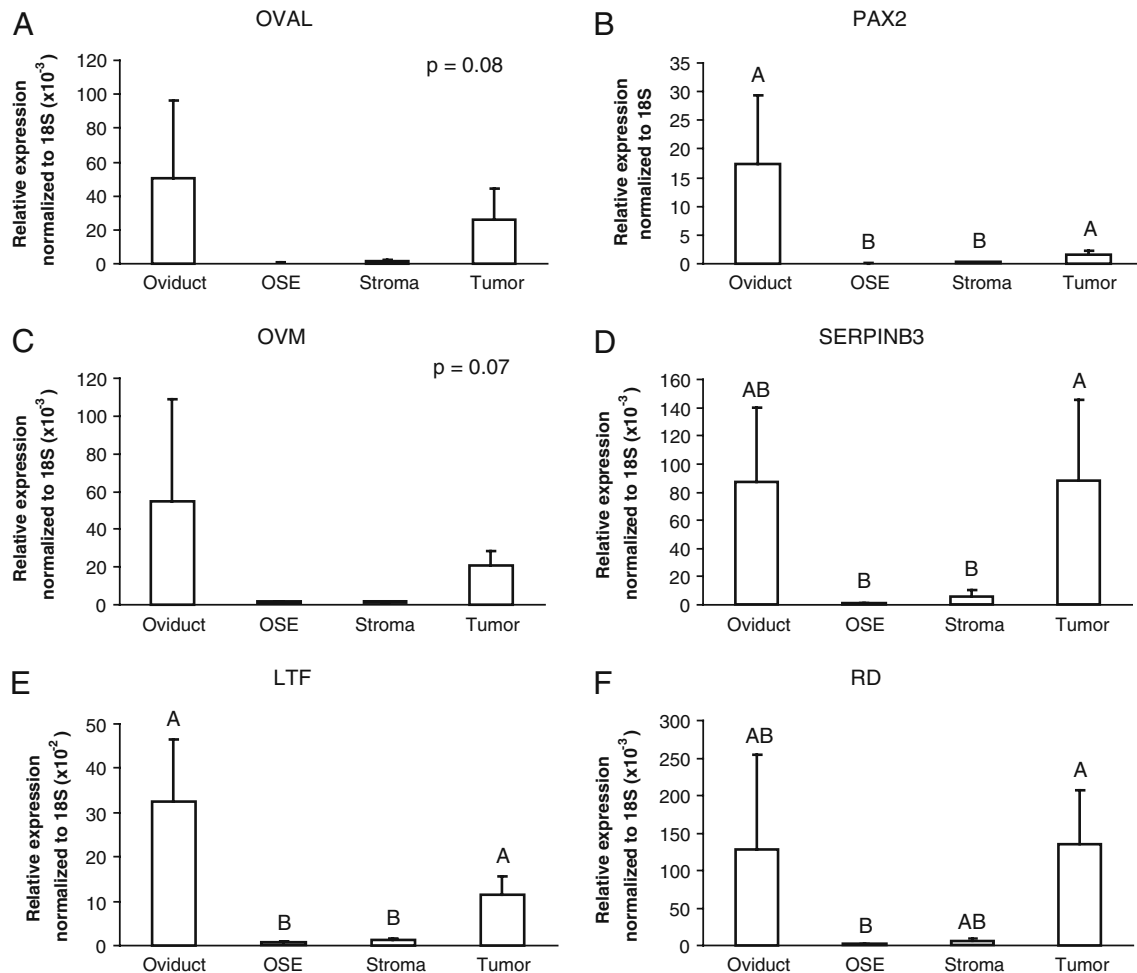 A
OVAL
p = 0.08
Relative expression
normalized to 18S (x10-3)
120
100
80
60
40
20
0
Oviduct OSE Stroma Tumor
B
PAX2
Relative expression
normalized to 18S
35
30
25
20
15
10
5
0
A
B
B
A
Oviduct OSE Stroma Tumor
C
OVM
p = 0.07
Relative expression
normalized to 18S (x10-3)
120
100
80
60
40
20
0
Oviduct OSE Stroma Tumor
D
SERPINB3
Relative expression
normalized to 18S (x10-3)
160
140
120
100
80
60
40
20
0
AB
B
B
A
Oviduct OSE Stroma Tumor
E
LTF
Relative expression
normalized to 18S (x10-2)
50
40
30
20
10
0
A
B
B
A
Oviduct OSE Stroma Tumor
F
RD
Relative expression
normalized to 18S (x10-3)
300
250
200
150
100
50
0
AB
B
AB
A
Oviduct OSE Stroma Tumor